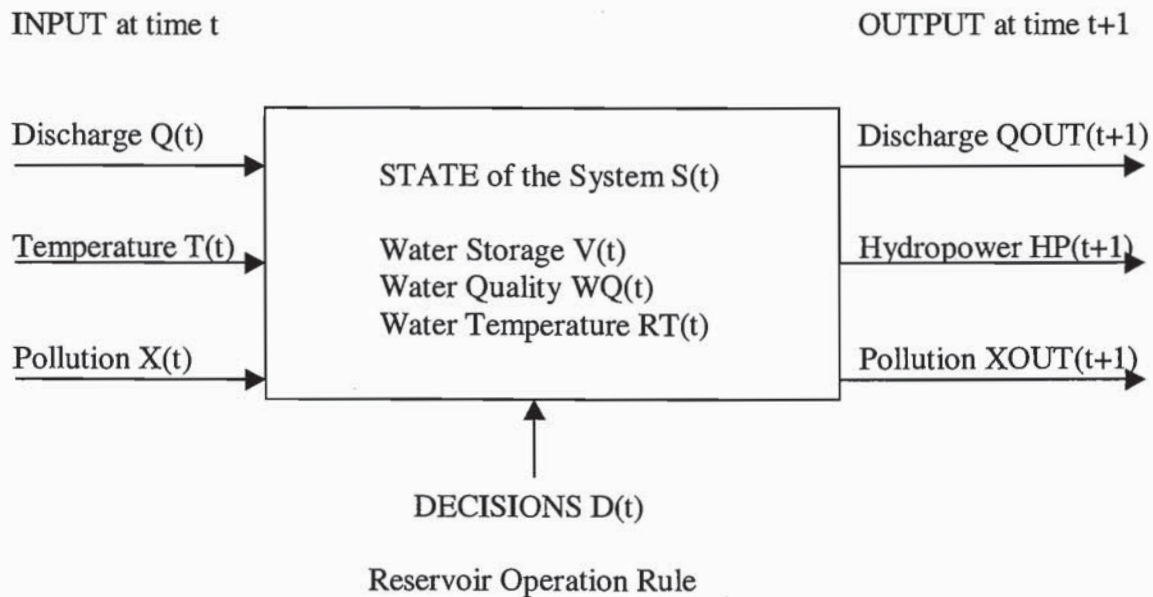 INPUT at time t
OUTPUT at time t+1
Discharge Q(t)
Temperature T(t)
Pollution X(t)
STATE of the System S(t)
Water Storage V(t)
Water Quality WQ(t)
Water Temperature RT(t)
Discharge QOUT(t+1)
Hydropower HP(t+1)
Pollution XOUT(t+1)
DECISIONS D(t)
Reservoir Operation Rule